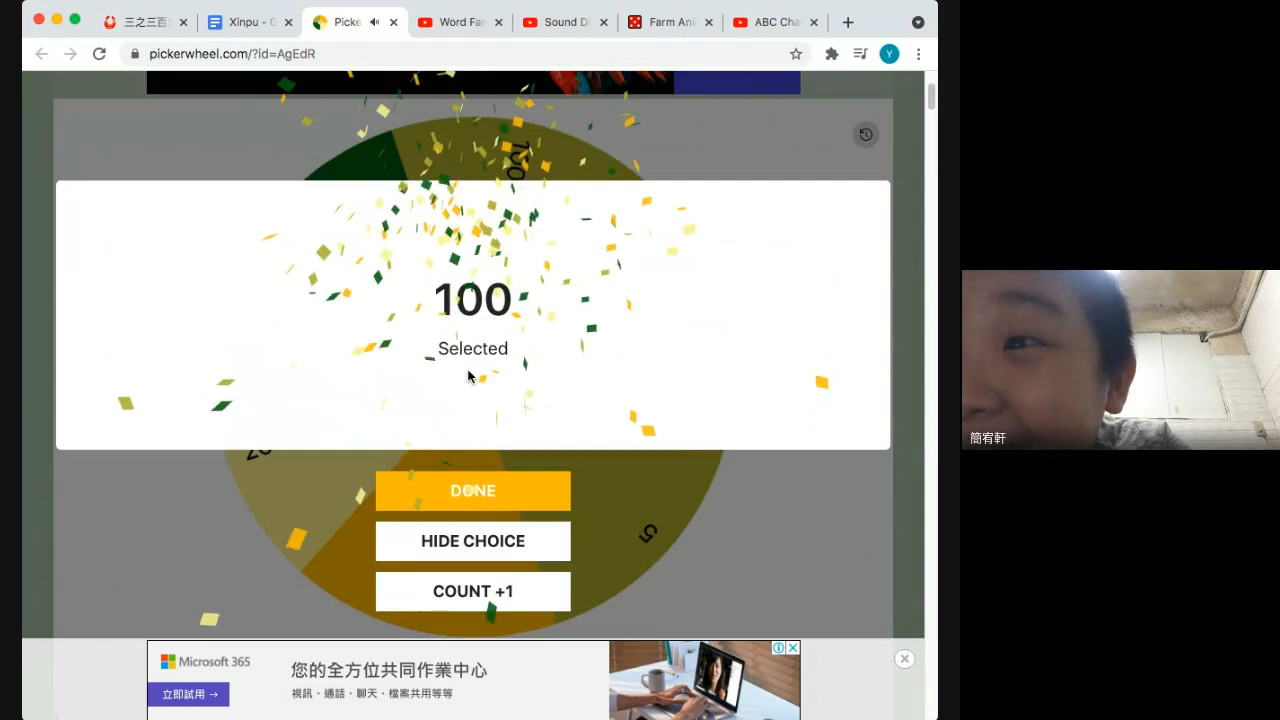 三之三百
Xinpu - G
Picke
Word Fam
Sound Di
Farm Ani
ABC Cha
pickerwheel.com/?id=AgEdR
Y
100
100
Selected
5
DONE
HIDE CHOICE
COUNT +1
Microsoft 365
立即試用 →
您的全方位共同作業中心
視訊、通話、聊天、檔案共用等等
簡宥軒